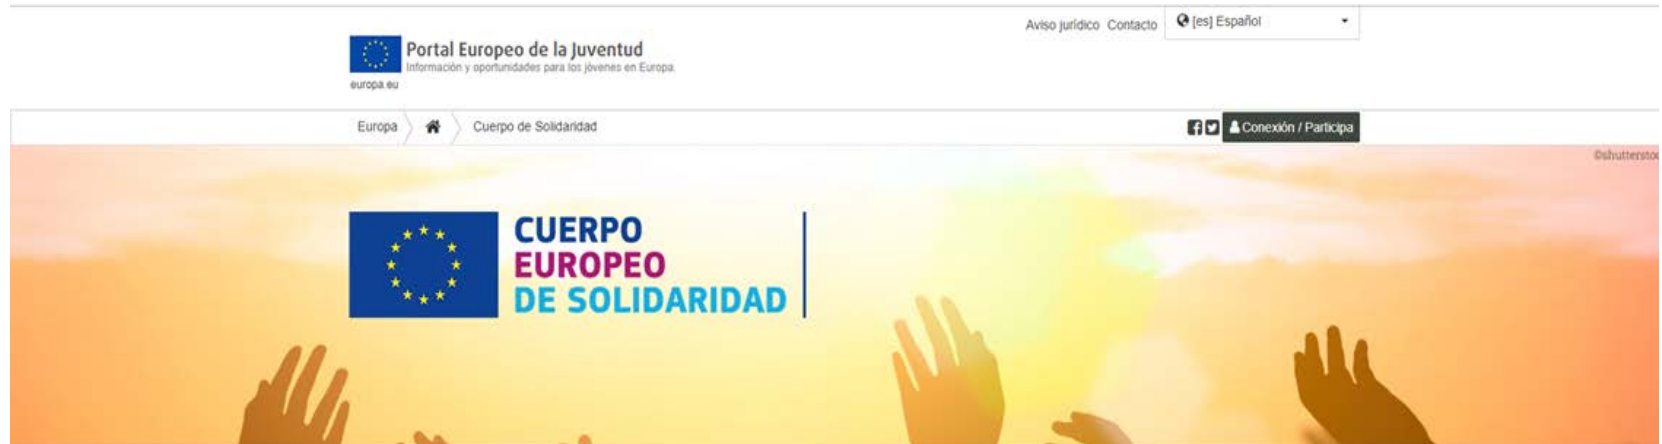 Aviso jurídico Contacto [es] Español
Portal Europeo de la Juventud
Información y oportunidades para los jóvenes en Europa.
europa.eu
Europa Cuerpo de Solidaridad Conexión / Participa
©shutterstoc
CUERPO
EUROPEO
DE SOLIDARIDAD